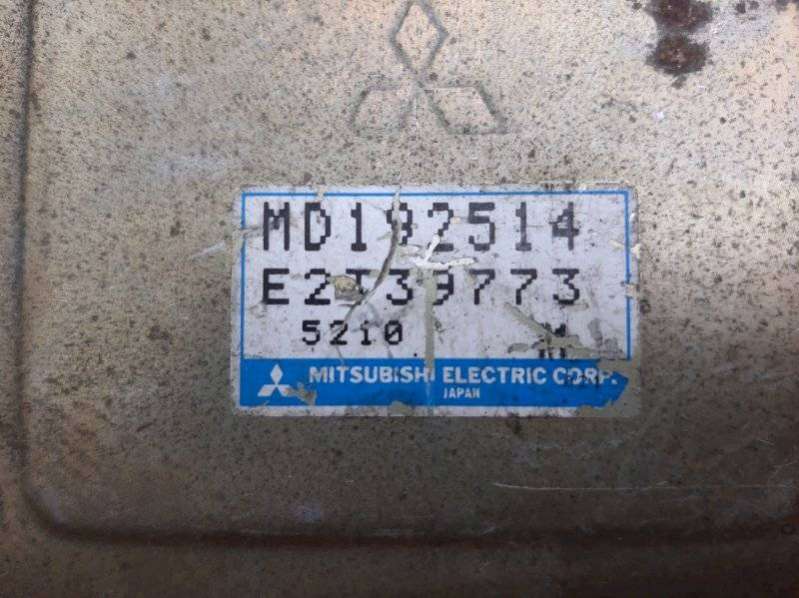 MD192514
E2T39773
5210
MITSUBISHI ELECTRIC CORP.
JAPAN